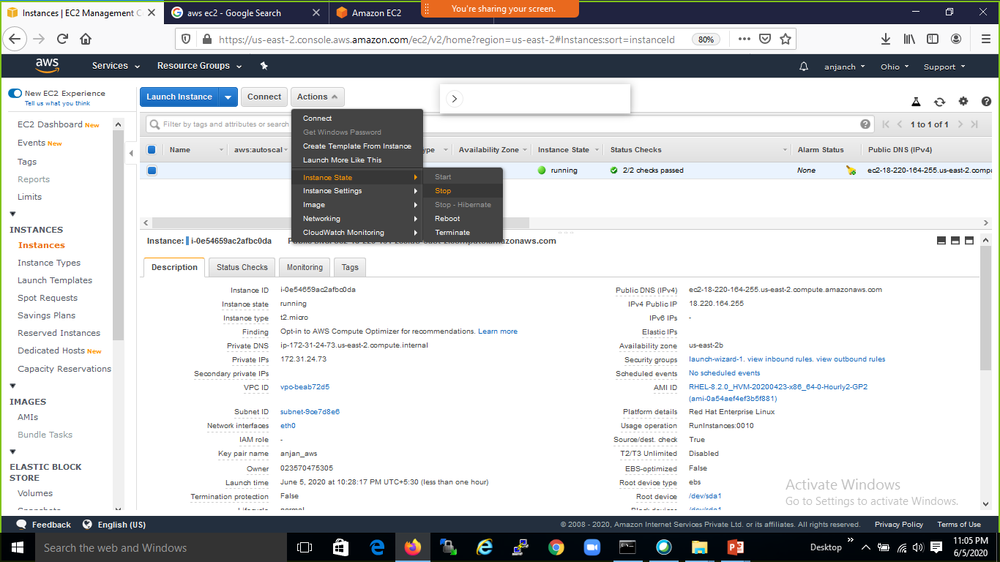 Instances | EC2 Management C
aws ec2 - Google Search
Amazon EC2
You're sharing your screen.
https://us-east-2.console.aws.amazon.com/ec2/v2/home?region=us-east-2#Instances:sort=instanceId
80%
aws
Services
Resource Groups
anjanch
Ohio
Support
New EC2 Experience
Tell us what you think
EC2 Dashboard New
Events New
Tags
Reports
Limits
INSTANCES
Instances
Instance Types
Launch Templates
Spot Requests
Savings Plans
Reserved Instances
Dedicated Hosts New
Capacity Reservations
IMAGES
AMIs
Bundle Tasks
ELASTIC BLOCK
STORE
Volumes
Launch Instance
Connect
Actions
Filter by tags and attributes or search
1 to 1 of 1
Connect
Get Windows Password
Create Template From Instance
Launch More Like This
Instance State
Instance Settings
Image
Networking
CloudWatch Monitoring
Start
Stop
Stop - Hibernate
Reboot
Terminate
Name
aws:autoscal
Availability Zone
Instance State
Status Checks
Alarm Status
Public DNS (IPv4)
running
2/2 checks passed
None
ec2-18-220-164-255.us-east-2.compu
Instance: i-0e54659ac2afbc0da
amazonaws.com
Description
Status Checks
Monitoring
Tags
Instance ID i-0e54659ac2afbc0da
Instance state running
Instance type t2.micro
Finding Opt-in to AWS Compute Optimizer for recommendations. Learn more
Private DNS ip-172-31-24-73.us-east-2.compute.internal
Private IPs 172.31.24.73
Secondary private IPs
VPC ID vpc-beab72d5
Subnet ID subnet-9ce7d8e6
Network interfaces eth0
IAM role -
Key pair name anjan_aws
Owner 023570475305
Launch time June 5, 2020 at 10:28:17 PM UTC+5:30 (less than one hour)
Termination protection False
Lifecycle normal
Public DNS (IPv4) ec2-18-220-164-255.us-east-2.compute.amazonaws.com
IPv4 Public IP 18.220.164.255
IPv6 IPs -
Elastic IPs
Availability zone us-east-2b
Security groups launch-wizard-1. view inbound rules. view outbound rules
Scheduled events No scheduled events
AMI ID RHEL-8.2.0_HVM-20200423-x86_64-0-Hourly2-GP2
(ami-0a54aef4ef3b5f881)
Platform details Red Hat Enterprise Linux
Usage operation RunInstances:0010
Source/dest. check True
T2/T3 Unlimited Disabled
EBS-optimized False
Root device type ebs
Root device /dev/sda1
Block devices /dev/sda1
Activate Windows
Go to Settings to activate Windows.
Feedback
English (US)
© 2008 - 2020, Amazon Internet Services Private Ltd. or its affiliates. All rights reserved.
Privacy Policy
Terms of Use
Search the web and Windows
Desktop
11:05 PM
6/5/2020